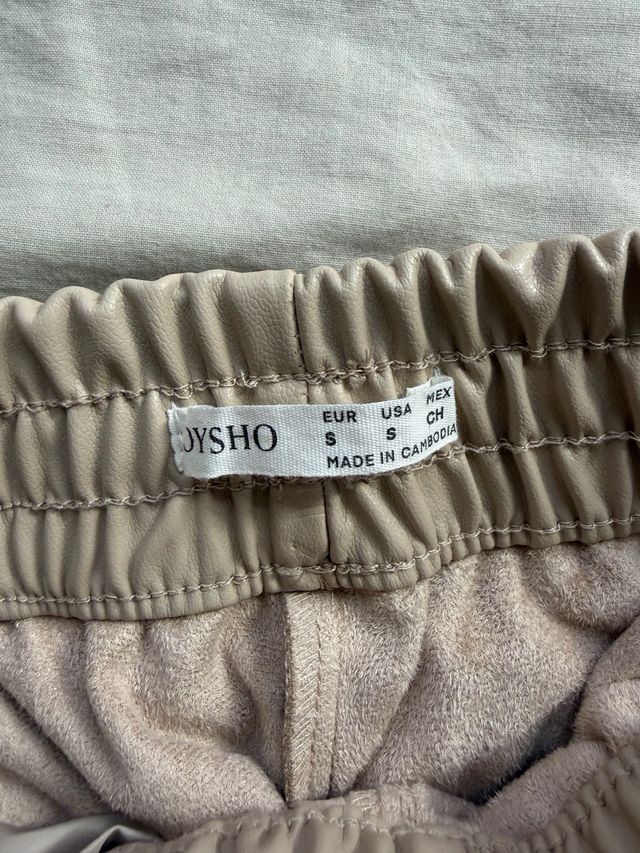 OYSHO
EUR USA MEX
S S CH
MADE IN CAMBODIA